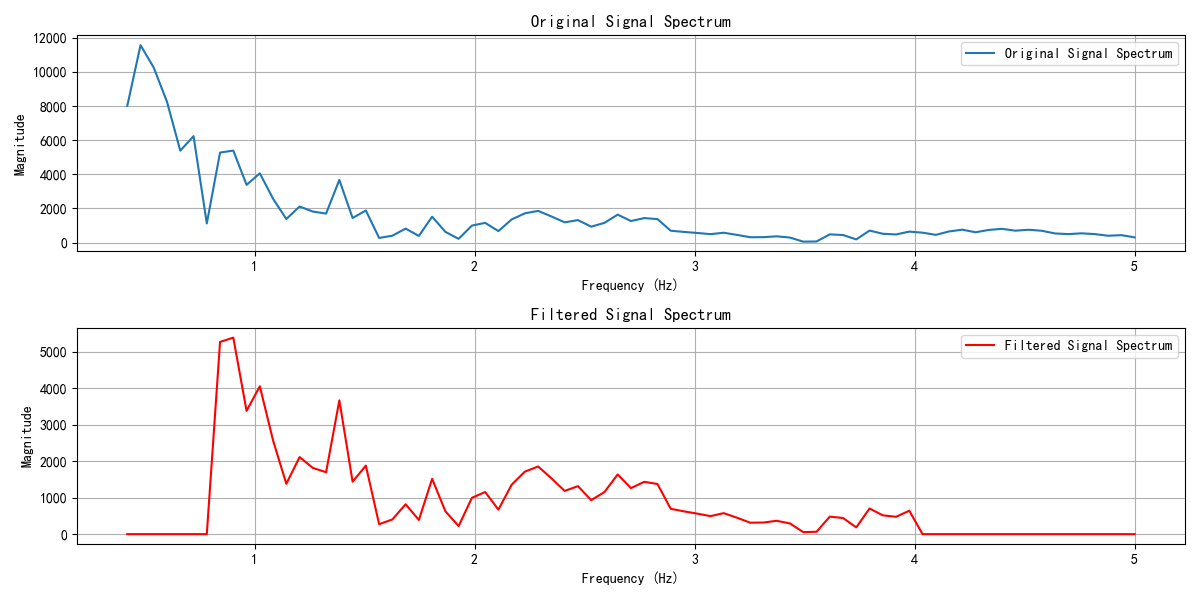 Original Signal Spectrum
12000
10000
8000
6000
4000
2000
0
Magnitude
Original Signal Spectrum
1 2 3 4 5
Frequency (Hz)
Filtered Signal Spectrum
5000
4000
3000
2000
1000
0
Magnitude
Filtered Signal Spectrum
1 2 3 4 5
Frequency (Hz)